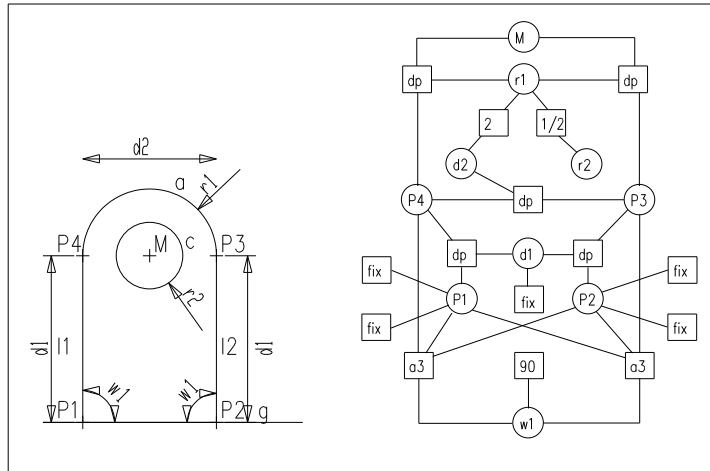 d2
a
r1
P4
M
c
P3
r2
d1
l1
l2
d1
w1
w1
P1
P2
g
M
dp
r1
dp
2
1/2
d2
r2
P4
dp
P3
dp
d1
dp
fix
fix
P1
fix
P2
fix
fix
a3
90
a3
w1